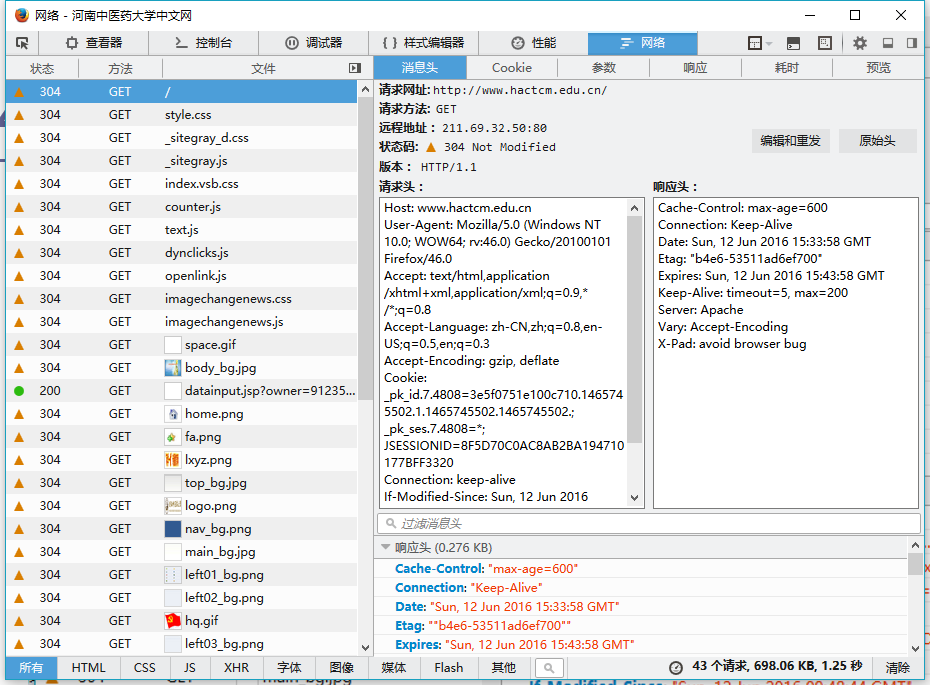 网络 - 河南中医药大学中文网
查看器 控制台 调试器 { } 样式编辑器 性能 网络
状态 方法 文件
304 GET /
304 GET style.css
304 GET _sitegray_d.css
304 GET _sitegray.js
304 GET index.vsb.css
304 GET counter.js
304 GET text.js
304 GET dynclicks.js
304 GET openlink.js
304 GET imagechangenews.css
304 GET imagechangenews.js
304 GET space.gif
304 GET body_bg.jpg
200 GET datainput.jsp?owner=91235...
304 GET home.png
304 GET fa.png
304 GET lxyz.png
304 GET top_bg.jpg
304 GET logo.png
304 GET nav_bg.png
304 GET main_bg.jpg
304 GET left01_bg.png
304 GET left02_bg.png
304 GET hq.gif
304 GET left03_bg.png
消息头 Cookie 参数 响应 耗时 预览
请求网址: http://www.hactcm.edu.cn/
请求方法: GET
远程地址： 211.69.32.50:80
状态码: 304 Not Modified
编辑和重发 原始头
版本： HTTP/1.1
请求头：
Host: www.hactcm.edu.cn
User-Agent: Mozilla/5.0 (Windows NT
10.0; WOW64; rv:46.0) Gecko/20100101
Firefox/46.0
Accept: text/html,application
/xhtml+xml,application/xml;q=0.9,*
/*;q=0.8
Accept-Language: zh-CN,zh;q=0.8,en-
US;q=0.5,en;q=0.3
Accept-Encoding: gzip, deflate
Cookie:
_pk_id.7.4808=3e5f0751e100c710.146574
5502.1.1465745502.1465745502.;
_pk_ses.7.4808=*;
JSESSIONID=8F5D70C0AC8AB2BA194710
177BFF3320
Connection: keep-alive
If-Modified-Since: Sun, 12 Jun 2016
响应头：
Cache-Control: max-age=600
Connection: Keep-Alive
Date: Sun, 12 Jun 2016 15:33:58 GMT
Etag: "b4e6-53511ad6ef700"
Expires: Sun, 12 Jun 2016 15:43:58 GMT
Keep-Alive: timeout=5, max=200
Server: Apache
Vary: Accept-Encoding
X-Pad: avoid browser bug
过滤消息头
响应头 (0.276 KB)
Cache-Control: "max-age=600"
Connection: "Keep-Alive"
Date: "Sun, 12 Jun 2016 15:33:58 GMT"
Etag: ""b4e6-53511ad6ef700""
Expires: "Sun, 12 Jun 2016 15:43:58 GMT"
所有 HTML CSS JS XHR 字体 图像 媒体 Flash 其他 43 个请求, 698.06 KB, 1.25 秒 清除